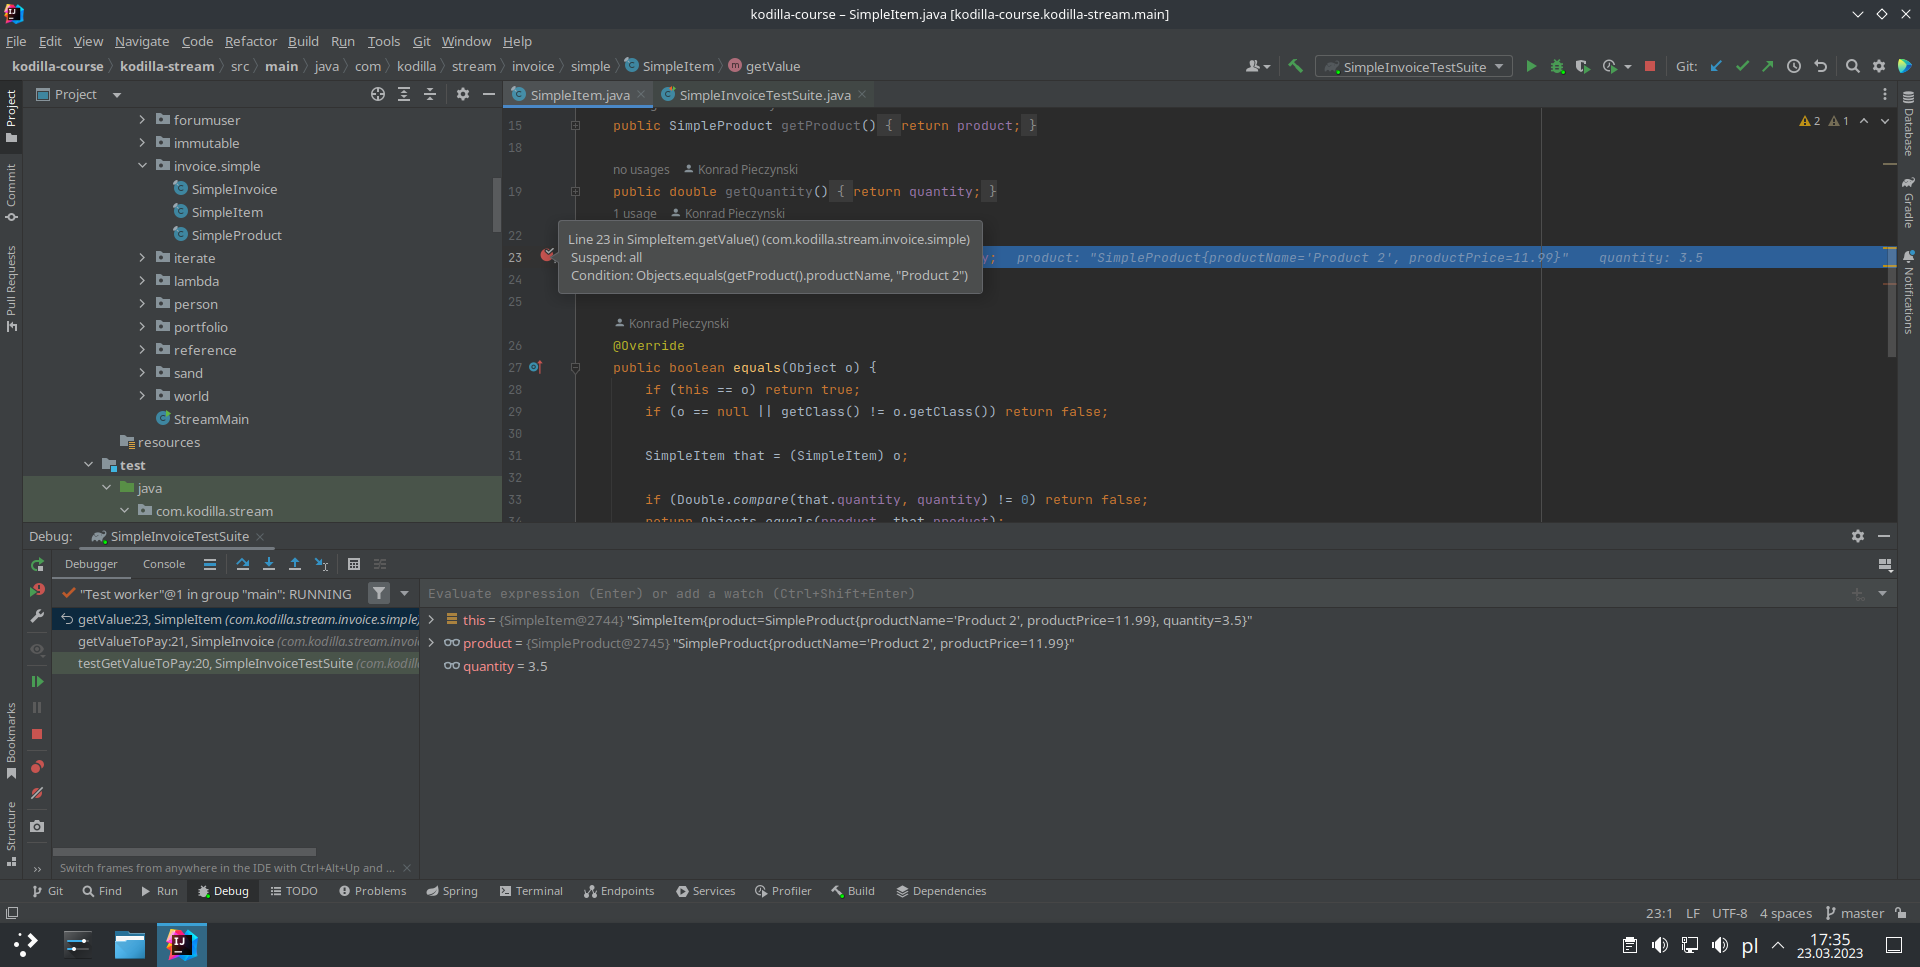 kodilla-course – SimpleItem.java [kodilla-course.kodilla-stream.main]
File Edit View Navigate Code Refactor Build Run Tools Git Window Help
kodilla-course kodilla-stream src main java com kodilla stream invoice simple SimpleItem getValue
SimpleInvoiceTestSuite Git:
Project
SimpleItem.java SimpleInvoiceTestSuite.java
forumuser
immutable
invoice.simple
SimpleInvoice
SimpleItem
SimpleProduct
iterate
lambda
person
portfolio
reference
sand
world
StreamMain
resources
test
java
com.kodilla.stream
2 1
15 public SimpleProduct getProduct() { return product; }
18
no usages Konrad Pieczynski
19 public double getQuantity() { return quantity; }
1 usage Konrad Pieczynski
22
Line 23 in SimpleItem.getValue() (com.kodilla.stream.invoice.simple)
Suspend: all
Condition: Objects.equals(getProduct().productName, "Product 2")
23 y; product: "SimpleProduct{productName='Product 2', productPrice=11.99}" quantity: 3.5
24
25
Konrad Pieczynski
26 @Override
27 public boolean equals(Object o) {
28 if (this == o) return true;
29 if (o == null || getClass() != o.getClass()) return false;
30
31 SimpleItem that = (SimpleItem) o;
32
33 if (Double.compare(that.quantity, quantity) != 0) return false;
34 return Objects.equals(product, that.product);
Project
Commit
Pull Requests
Bookmarks
Structure
Database
Gradle
Notifications
Debug: SimpleInvoiceTestSuite
Debugger Console
"Test worker"@1 in group "main": RUNNING
getValue:23, SimpleItem (com.kodilla.stream.invoice.simple)
getValueToPay:21, SimpleInvoice (com.kodilla.stream.invoi
testGetValueToPay:20, SimpleInvoiceTestSuite (com.kodill
Evaluate expression (Enter) or add a watch (Ctrl+Shift+Enter)
this = {SimpleItem@2744} "SimpleItem{product=SimpleProduct{productName='Product 2', productPrice=11.99}, quantity=3.5}"
product = {SimpleProduct@2745} "SimpleProduct{productName='Product 2', productPrice=11.99}"
quantity = 3.5
Switch frames from anywhere in the IDE with Ctrl+Alt+Up and ...
Git Find Run Debug TODO Problems Spring Terminal Endpoints Services Profiler Build Dependencies
23:1 LF UTF-8 4 spaces master
IJ
pl
17:35
23.03.2023